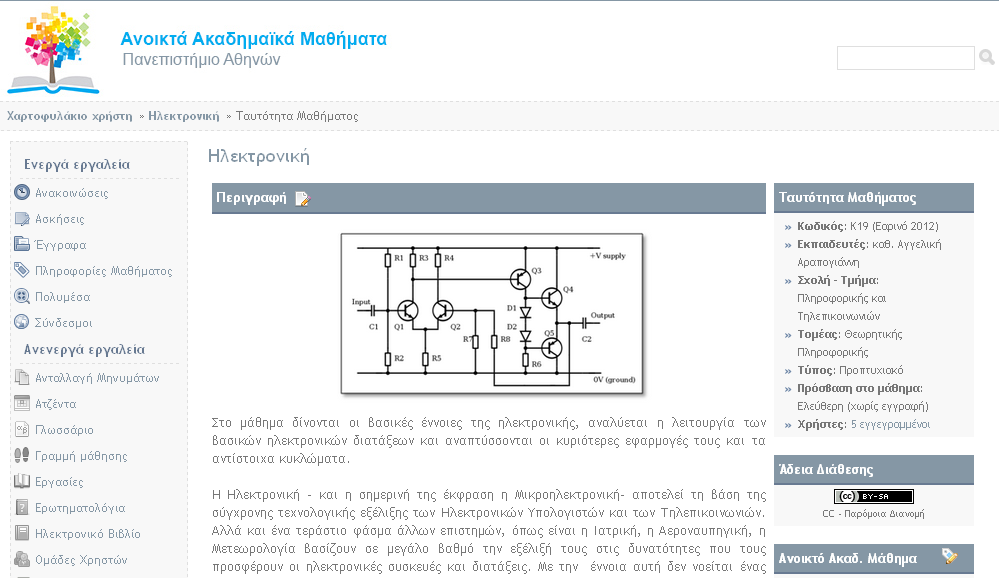 Ανοικτά Ακαδημαϊκά Μαθήματα
Πανεπιστήμιο Αθηνών
Χαρτοφυλάκιο χρήστη » Ηλεκτρονική » Ταυτότητα Μαθήματος
Ενεργά εργαλεία
Ανακοινώσεις
Ασκήσεις
Έγγραφα
Πληροφορίες Μαθήματος
Πολυμέσα
Σύνδεσμοι
Ανενεργά εργαλεία
Ανταλλαγή Μηνυμάτων
Ατζέντα
Γλωσσάριο
Γραμμή μάθησης
Εργασίες
Ερωτηματολόγια
Ηλεκτρονικό Βιβλίο
Ομάδες Χρηστών
Ηλεκτρονική
Περιγραφή
R1 R3 R4
+V supply
Q3
Q4
Input
D1
Output
C1 Q1 Q2
D2
Q5
R7 R8
C2
R2 R5
R6
0V (ground)
Στο μάθημα δίνονται οι βασικές έννοιες της ηλεκτρονικής, αναλύεται η λειτουργία των
βασικών ηλεκτρονικών διατάξεων και αναπτύσσονται οι κυριότερες εφαρμογές τους και τα
αντίστοιχα κυκλώματα.
Η Ηλεκτρονική - και η σημερινή της έκφραση η Μικροηλεκτρονική- αποτελεί τη βάση της
σύγχρονης τεχνολογικής εξέλιξης των Ηλεκτρονικών Υπολογιστών και των Τηλεπικοινωνιών.
Αλλά και ένα τεράστιο φάσμα άλλων επιστημών, όπως είναι η Ιατρική, η Αεροναυπηγική, η
Μετεωρολογία βασίζουν σε μεγάλο βαθμό την εξέλιξή τους στις δυνατότητες που τους
προσφέρουν οι ηλεκτρονικές συσκευές και διατάξεις. Με την έννοια αυτή δεν νοείται ένας
Ταυτότητα Μαθήματος
» Κωδικός: K19 (Εαρινό 2012)
» Εκπαιδευτές: καθ. Αγγελική
Αραπογιάννη
» Σχολή - Τμήμα:
Πληροφορικής και
Τηλεπικοινωνιών
» Τομέας: Θεωρητικής
Πληροφορικής
» Τύπος: Προπτυχιακό
» Πρόσβαση στο μάθημα:
Ελεύθερη (χωρίς εγγραφή)
» Χρήστες: 5 εγγεγραμμένοι
Άδεια Διάθεσης
cc BY-SA
CC - Παρόμοια Διανομή
Ανοικτό Ακαδ. Μάθημα